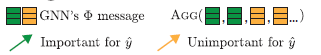 GNN's Φ message AGG( , , , ,…)
Important for ŷ Unimportant for ŷ